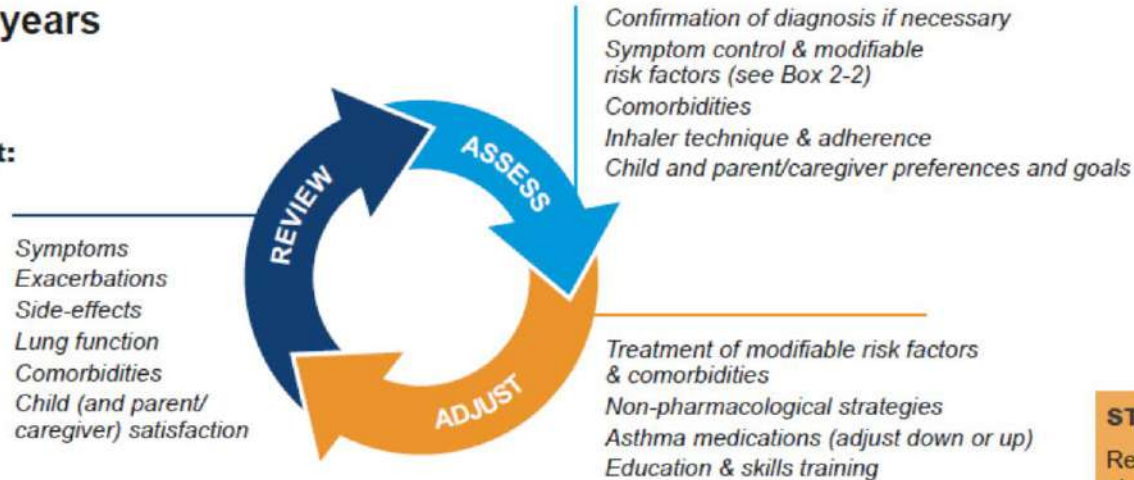 years
t:
Confirmation of diagnosis if necessary
Symptom control & modifiable
risk factors (see Box 2-2)
Comorbidities
Inhaler technique & adherence
Child and parent/caregiver preferences and goals
ASSESS
REVIEW
Symptoms
Exacerbations
Side-effects
Lung function
Comorbidities
Child (and parent/
caregiver) satisfaction
ADJUST
Treatment of modifiable risk factors
& comorbidities
Non-pharmacological strategies
Asthma medications (adjust down or up)
Education & skills training
ST
Re